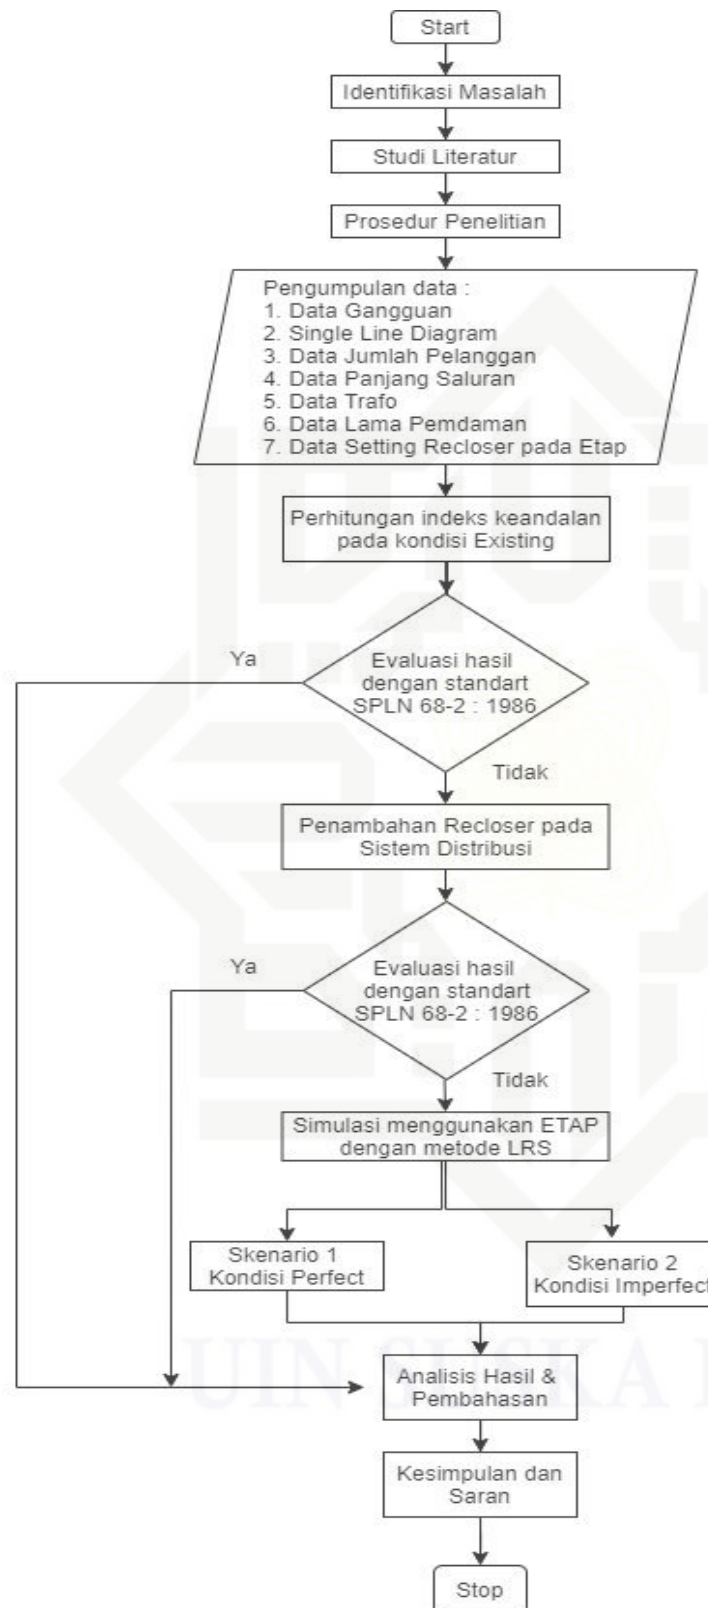 Start
Identifikasi Masalah
Studi Literatur
Prosedur Penelitian
Pengumpulan data :
1. Data Gangguan
2. Single Line Diagram
3. Data Jumlah Pelanggan
4. Data Panjang Saluran
5. Data Trafo
6. Data Lama Pemdaman
7. Data Setting Recloser pada Etap
Perhitungan indeks keandalan
pada kondisi Existing
Ya
Evaluasi hasil
dengan standart
SPLN 68-2 : 1986
Tidak
Penambahan Recloser pada
Sistem Distribusi
Ya
Evaluasi hasil
dengan standart
SPLN 68-2 : 1986
Tidak
Simulasi menggunakan ETAP
dengan metode LRS
Skenario 1
Kondisi Perfect
Skenario 2
Kondisi Imperfect
UIN SUSKA
Analisis Hasil &
Pembahasan
Kesimpulan dan
Saran
Stop